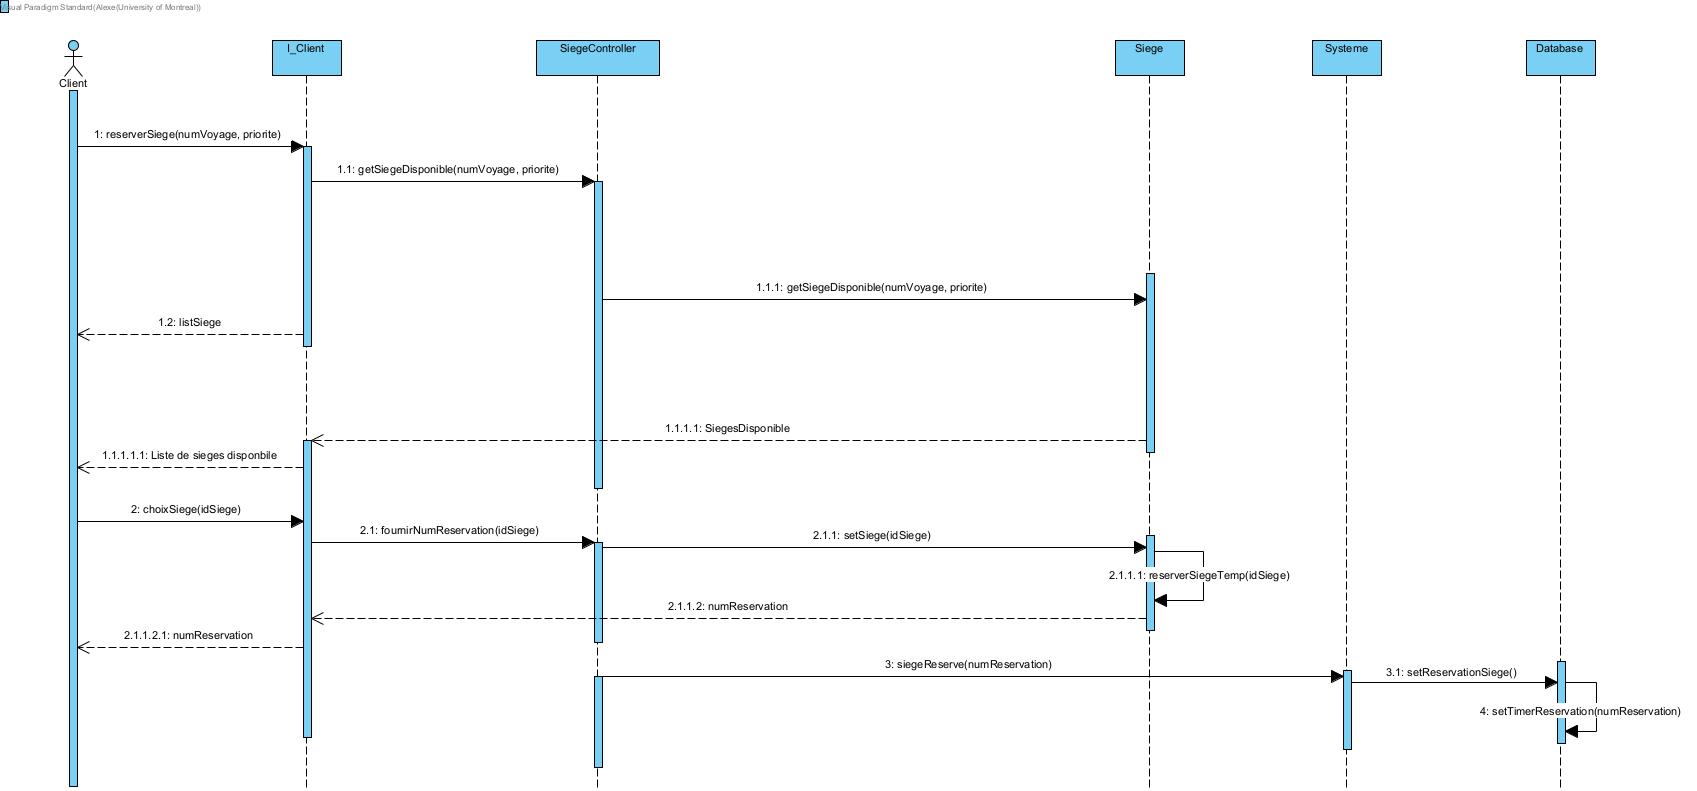 Visual Paradigm Standard(Alexe(University of Montreal))
Client
I_Client
SiegeController
Siege
Systeme
Database
1: reserverSiege(numVoyage, priorite)
1.1: getSiegeDisponible(numVoyage, priorite)
1.1.1: getSiegeDisponible(numVoyage, priorite)
1.2: listSiege
1.1.1.1: SiegesDisponible
1.1.1.1.1: Liste de sieges disponbile
2: choixSiege(idSiege)
2.1: fournirNumReservation(idSiege)
2.1.1: setSiege(idSiege)
2.1.1.1: reserverSiegeTemp(idSiege)
2.1.1.2: numReservation
2.1.1.2.1: numReservation
3: siegeReserve(numReservation)
3.1: setReservationSiege()
4: setTimerReservation(numReservation)